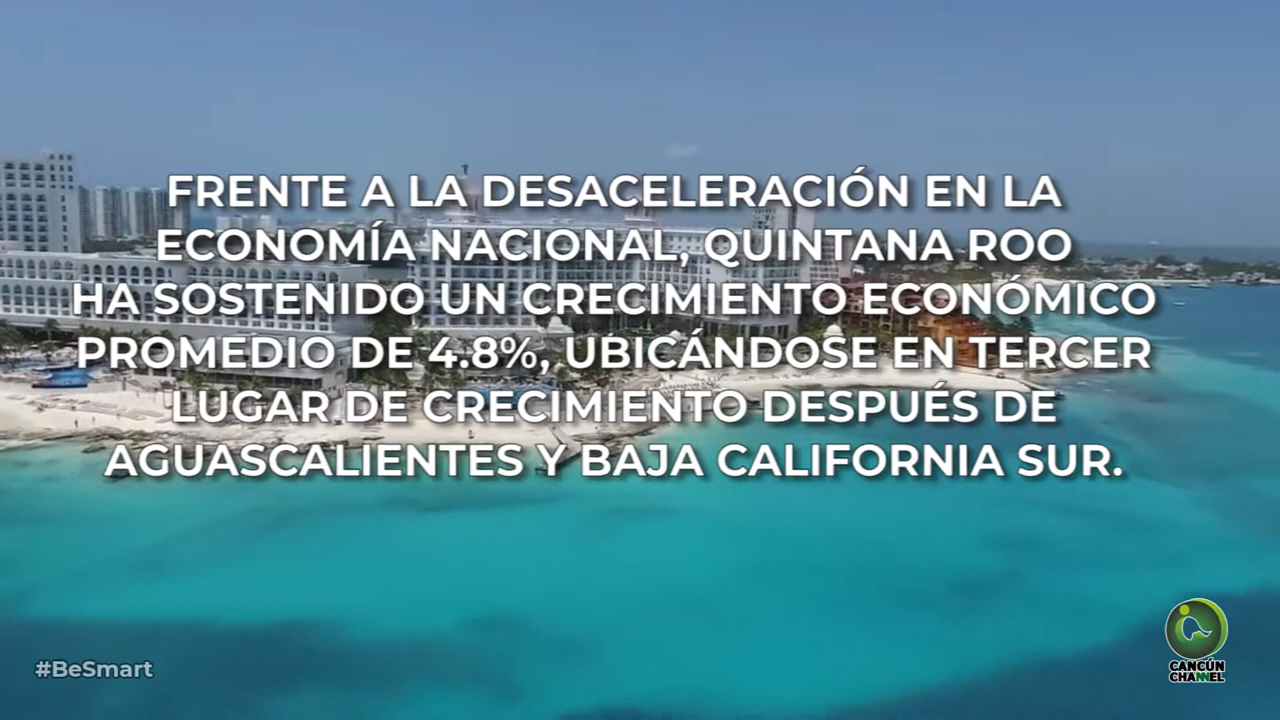 FRENTE A LA DESACELERACIÓN EN LA
ECONOMÍA NACIONAL, QUINTANA ROO
HA SOSTENIDO UN CRECIMIENTO ECONÓMICO
PROMEDIO DE 4.8%, UBICÁNDOSE EN TERCER
LUGAR DE CRECIMIENTO DESPUÉS DE
AGUASCALIENTES Y BAJA CALIFORNIA SUR.
#BeSmart
CANCÚN
CHANNEL